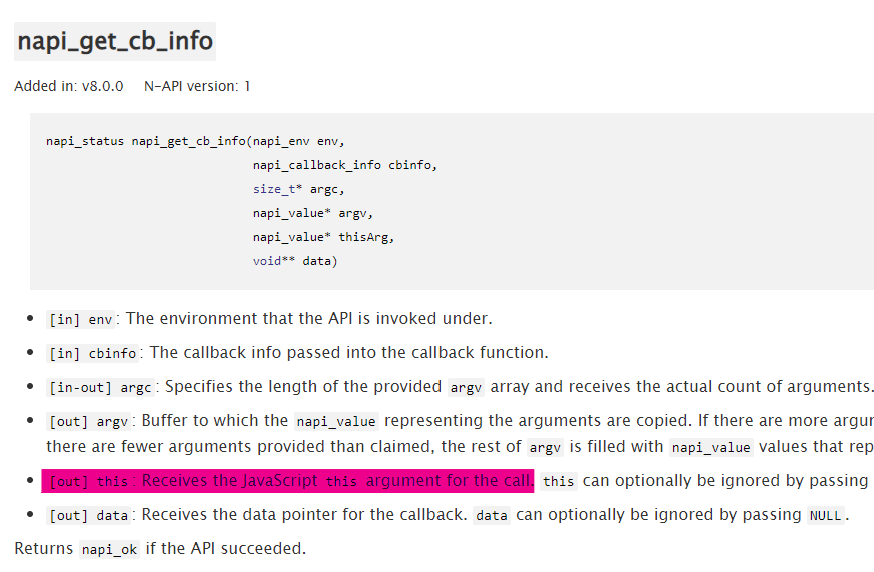 napi_get_cb_info
Added in: v8.0.0 N-API version: 1
napi_status napi_get_cb_info(napi_env env,
napi_callback_info cbinfo,
size_t* argc,
napi_value* argv,
napi_value* thisArg,
void** data)
[in] env: The environment that the API is invoked under.
[in] cbinfo: The callback info passed into the callback function.
[in-out] argc: Specifies the length of the provided argv array and receives the actual count of arguments.
[out] argv: Buffer to which the napi_value representing the arguments are copied. If there are more
there are fewer arguments provided than claimed, the rest of argv is filled with napi_value values that
[out] this: Receives the JavaScript this argument for the call. this can optionally be ignored by passing
[out] data: Receives the data pointer for the callback. data can optionally be ignored by passing NULL.
Returns napi_ok if the API succeeded.